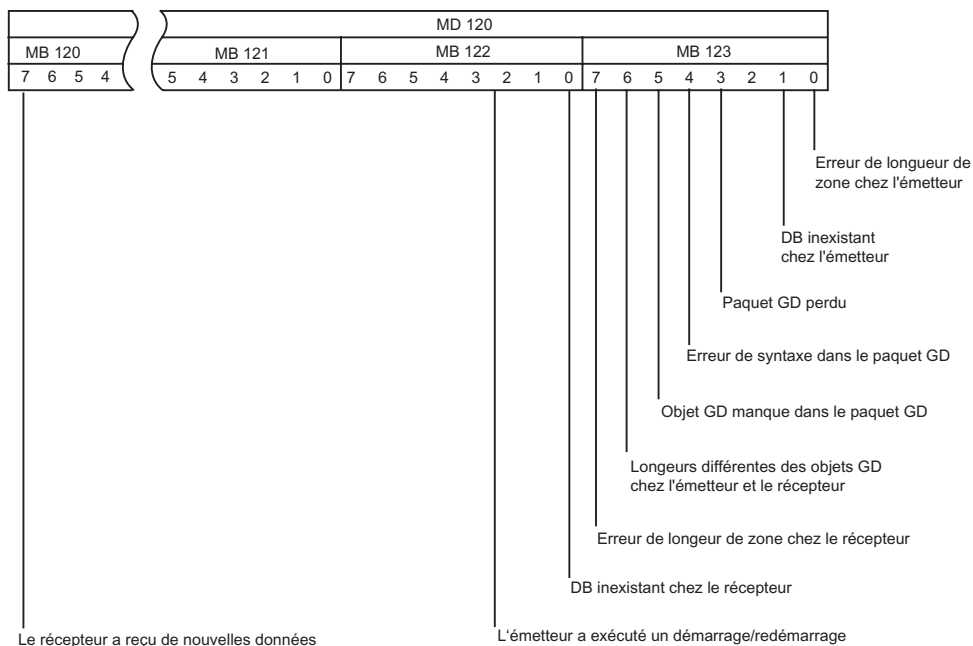 MD 120
MB 120 MB 121 MB 122 MB 123
7 6 5 4 5 4 3 2 1 0 7 6 5 4 3 2 1 0 7 6 5 4 3 2 1 0
Erreur de longueur de
zone chez l'émetteur
DB inexistant
chez l'émetteur
Paquet GD perdu
Erreur de syntaxe dans le paquet GD
Objet GD manque dans le paquet GD
Longeurs différentes des objets GD
chez l'émetteur et le récepteur
Erreur de longeur de zone chez le récepteur
DB inexistant chez le récepteur
L'émetteur a exécuté un démarrage/redémarrage
Le récepteur a reçu de nouvelles données